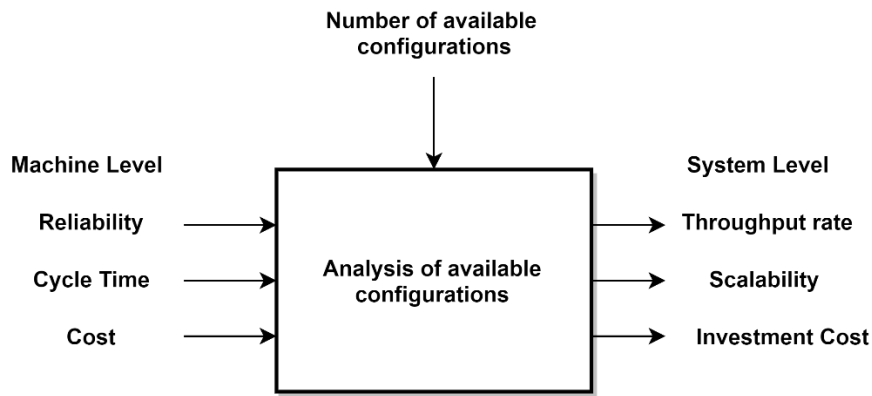 Number of available
configurations
Machine Level
System Level
Reliability
Throughput rate
Cycle Time
Analysis of available
configurations
Scalability
Cost
Investment Cost